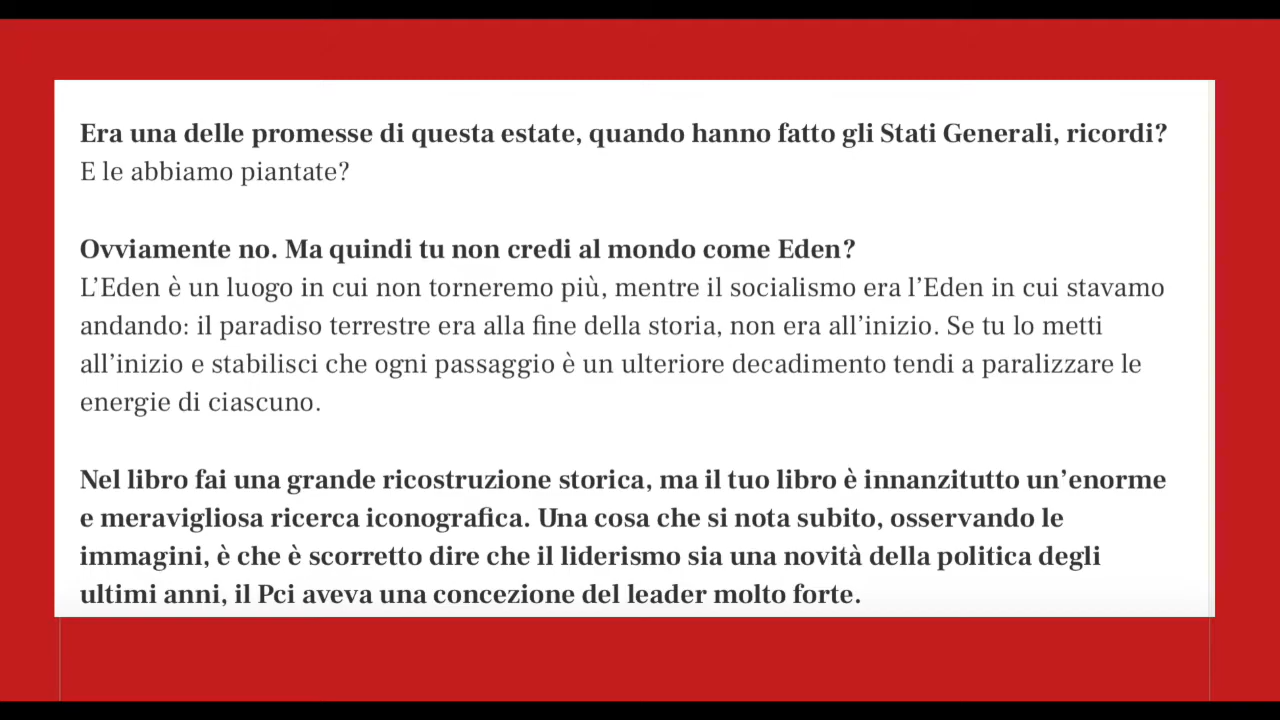 Era una delle promesse di questa estate, quando hanno fatto gli Stati Generali, ricordi?
E le abbiamo piantate?
Ovviamente no. Ma quindi tu non credi al mondo come Eden?
L’Eden è un luogo in cui non torneremo più, mentre il socialismo era l’Eden in cui stavamo
andando: il paradiso terrestre era alla fine della storia, non era all’inizio. Se tu lo metti
all’inizio e stabilisci che ogni passaggio è un ulteriore decadimento tendi a paralizzare le
energie di ciascuno.
Nel libro fai una grande ricostruzione storica, ma il tuo libro è innanzitutto un’enorme
e meravigliosa ricerca iconografica. Una cosa che si nota subito, osservando le
immagini, è che è scorretto dire che il liderismo sia una novità della politica degli
ultimi anni, il Pci aveva una concezione del leader molto forte.